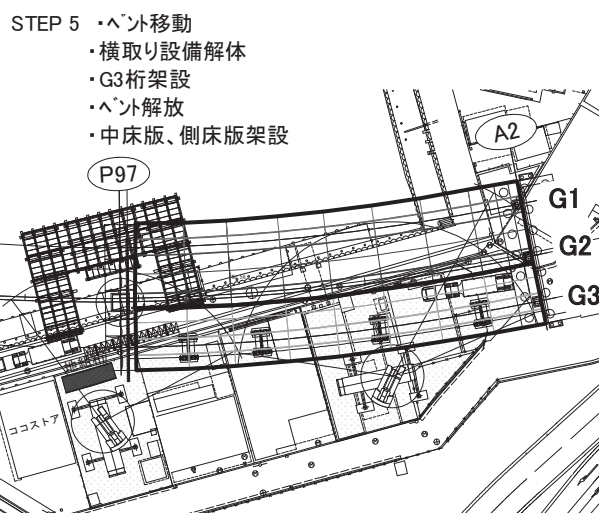 STEP 5 ・ベント移動
・横取り設備解体
・G3桁架設
・ベント解放
・中床版、側床版架設
P97
A2
G1
G2
G3
ココストア